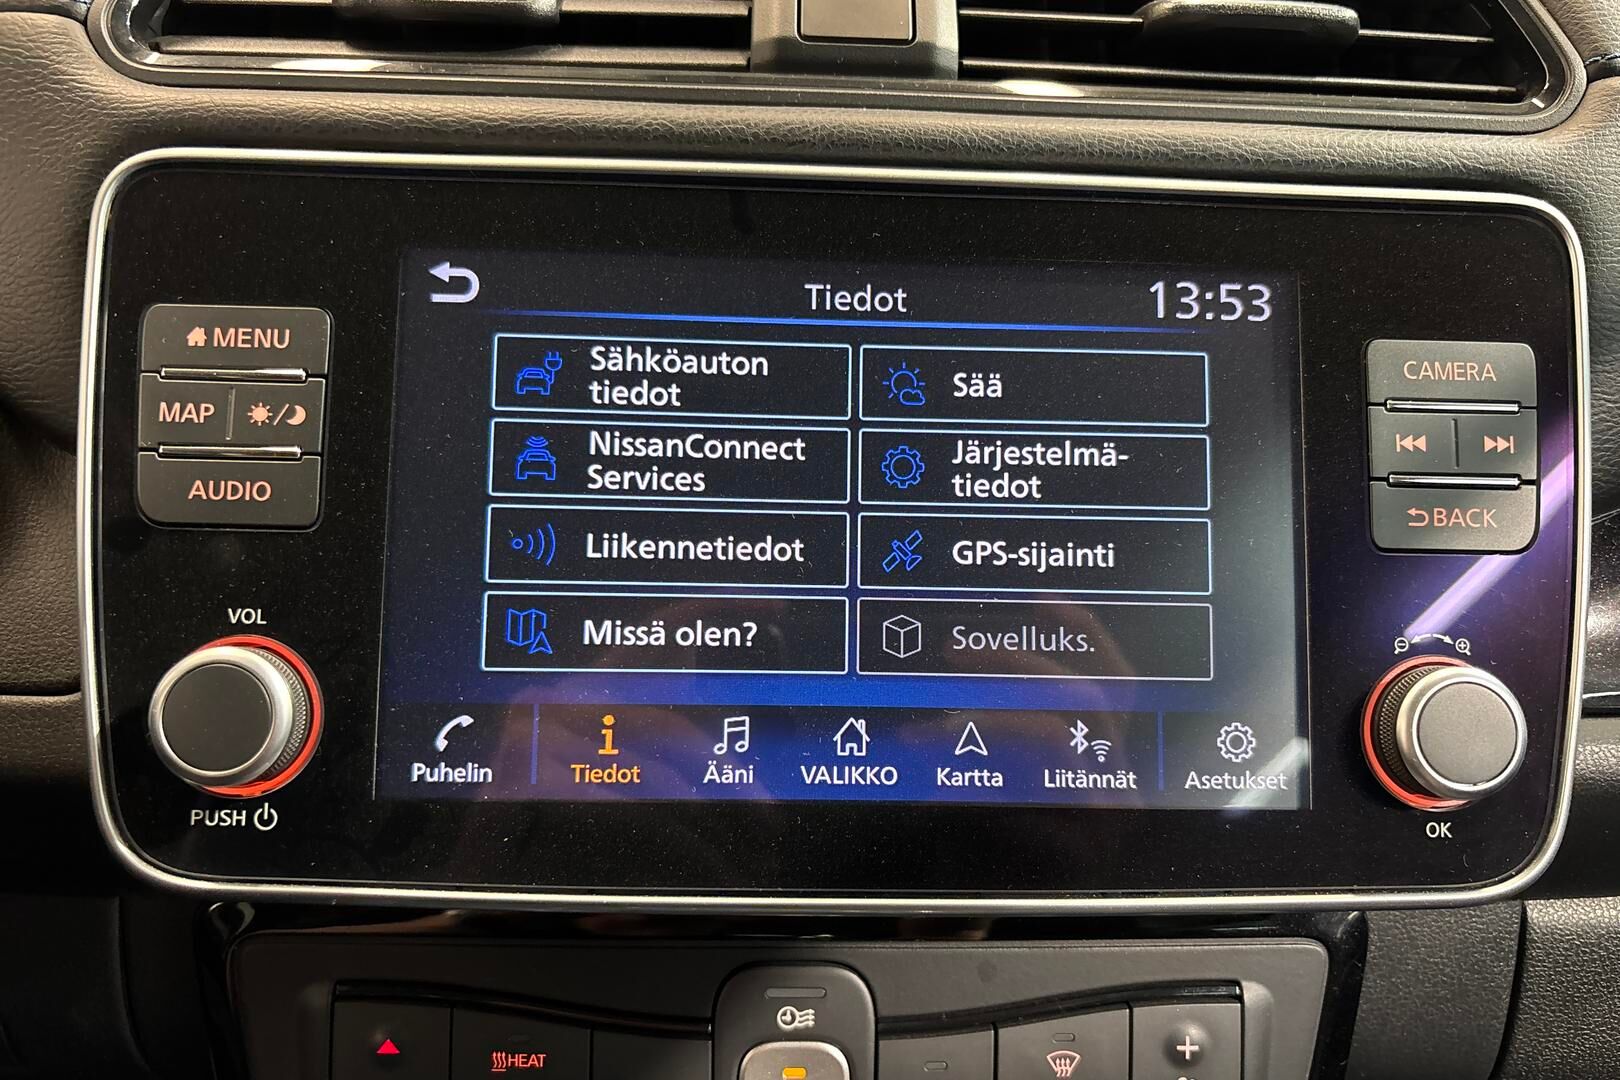 MENU
MAP
AUDIO
VOL
PUSH
Tiedot
13:53
Sähköauton
tiedot
Sää
NissanConnect
Services
Järjestelmä-
tiedot
Liikennetiedot
GPS-sijainti
Missä olen?
Sovelluks.
Puhelin
Tiedot
Ääni
VALIKKO
Kartta
Liitännät
Asetukset
CAMERA
BACK
OK
HEAT
+